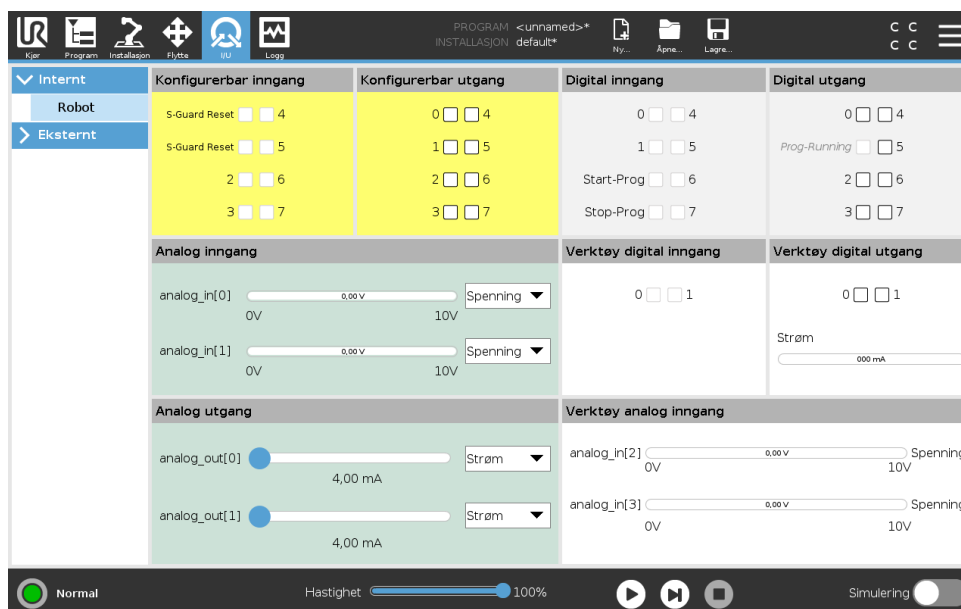 PROGRAM <unnamed>*
INSTALLASJON default*
C C
C C
UR
Kjør Program Installasjon Flytte I/U Logg Ny... Åpne... Lagre...
Internt
Robot
Eksternt
Konfigurerbar inngang
S-Guard Reset 4
S-Guard Reset 5
2 6
3 7
Konfigurerbar utgang
0 4
1 5
2 6
3 7
Digital inngang
0 4
1 5
Start-Prog 6
Stop-Prog 7
Digital utgang
0 4
Prog-Running 5
2 6
3 7
Analog inngang
analog_in[0] 0,00 V Spenning
0V 10V
analog_in[1] 0,00 V Spenning
0V 10V
Verktøy digital inngang
0 1
Verktøy digital utgang
0 1
Strøm
000 mA
Analog utgang
analog_out[0] Strøm
4,00 mA
analog_out[1] Strøm
4,00 mA
Verktøy analog inngang
analog_in[2] 0,00 V Spenning
0V 10V
analog_in[3] 0,00 V Spenning
0V 10V
Normal Hastighet 100% Simulering